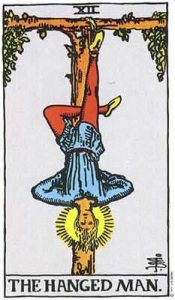 XII
THE HANGED MAN.